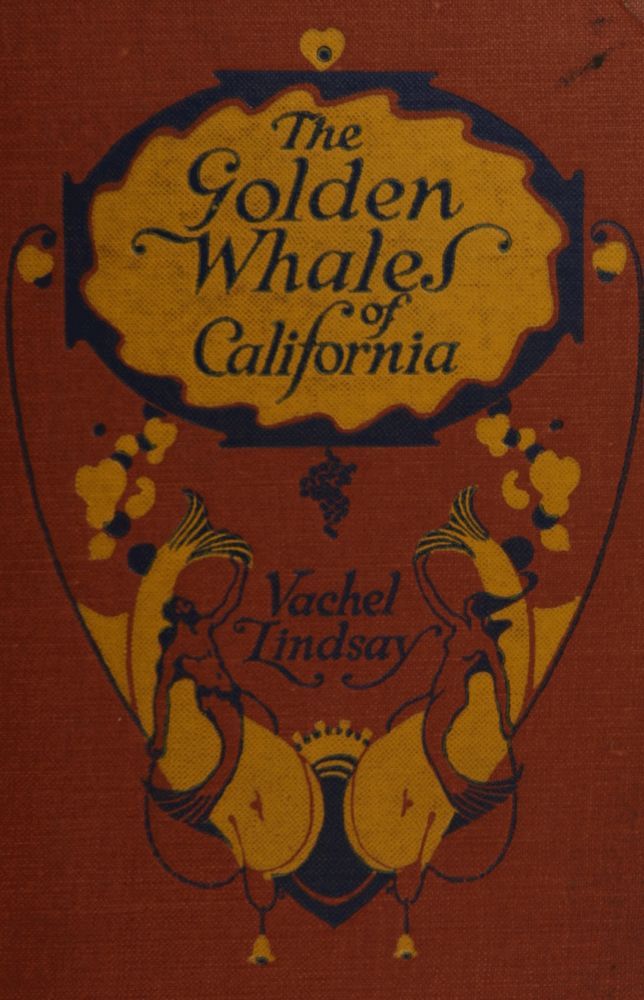 The
Golden
Whales
of
California
Vachel
Lindsay